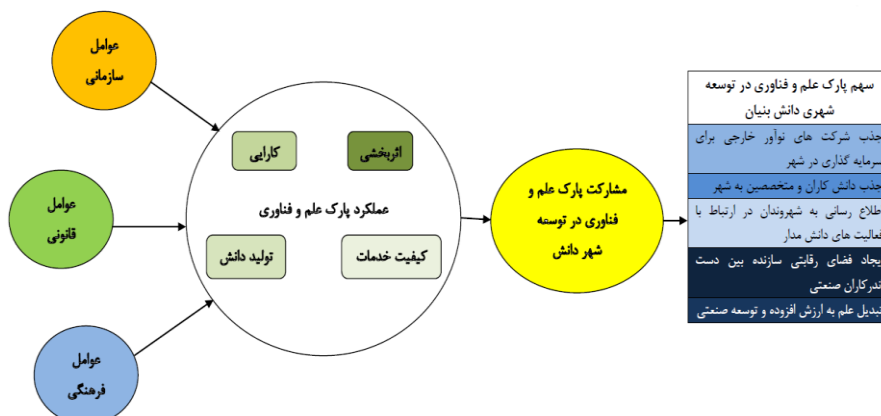 عوامل
سازمانی
عوامل
قانونی
عوامل
فرهنگی
کارایی
اثربخشی
عملکرد پارک علم و فناوری
تولید دانش
کیفیت خدمات
مشارکت پارک علم و
فناوری در توسعه
شهر دانش
سهم پارک علم و فناوری در توسعه
شهری دانش بنیان
جذب شرکت های نوآور خارجی برای
سرمایه گذاری در شهر
جذب دانش کاران و متخصصین به شهر
طلاع رسانی به شهروندان در ارتباط با
فعالیت های دانش مدار
یجاد فضای رقابتی سازنده بین دست
ندرکاران صنعتی
تبدیل علم به ارزش افزوده و توسعه صنعتی